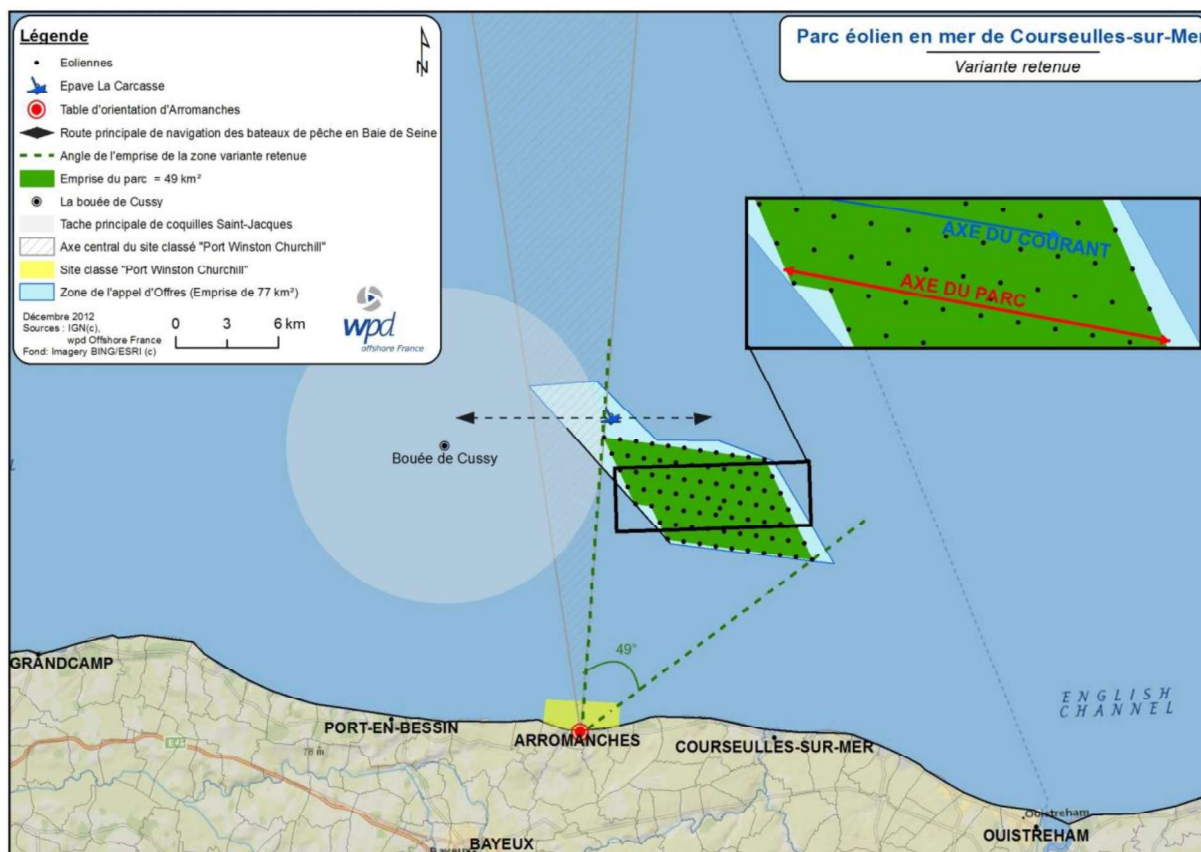 Légende
Eoliennes
Epave La Carcasse
Table d'orientation d'Arromanches
Route principale de navigation des bateaux de pêche en Baie de Seine
Angle de l'emprise de la zone variante retenue
Emprise du parc = 49 km²
La bouée de Cussy
Tache principale de coquilles Saint-Jacques
Axe central du site classé "Port Winston Churchill"
Site classé "Port Winston Churchill"
Zone de l'appel d'Offres (Emprise de 77 km²)
Décembre 2012
Sources : IGN(c),
wpd Offshore France
Fond: Imagery BING/ESRI (c)
0 3 6 km
wpd
offshore France
N
Parc éolien en mer de Courseulles-sur-Mer
Variante retenue
AXE DU COURANT
AXE DU PARC
Bouée de Cussy
49°
ENGLISH
CHANNEL
GRANDCAMP
PORT-EN-BESSIN
ARROMANCHES
COURSEULLES-SUR-MER
78 m
Ouistreham
OUISTREHAM
BAYEUX